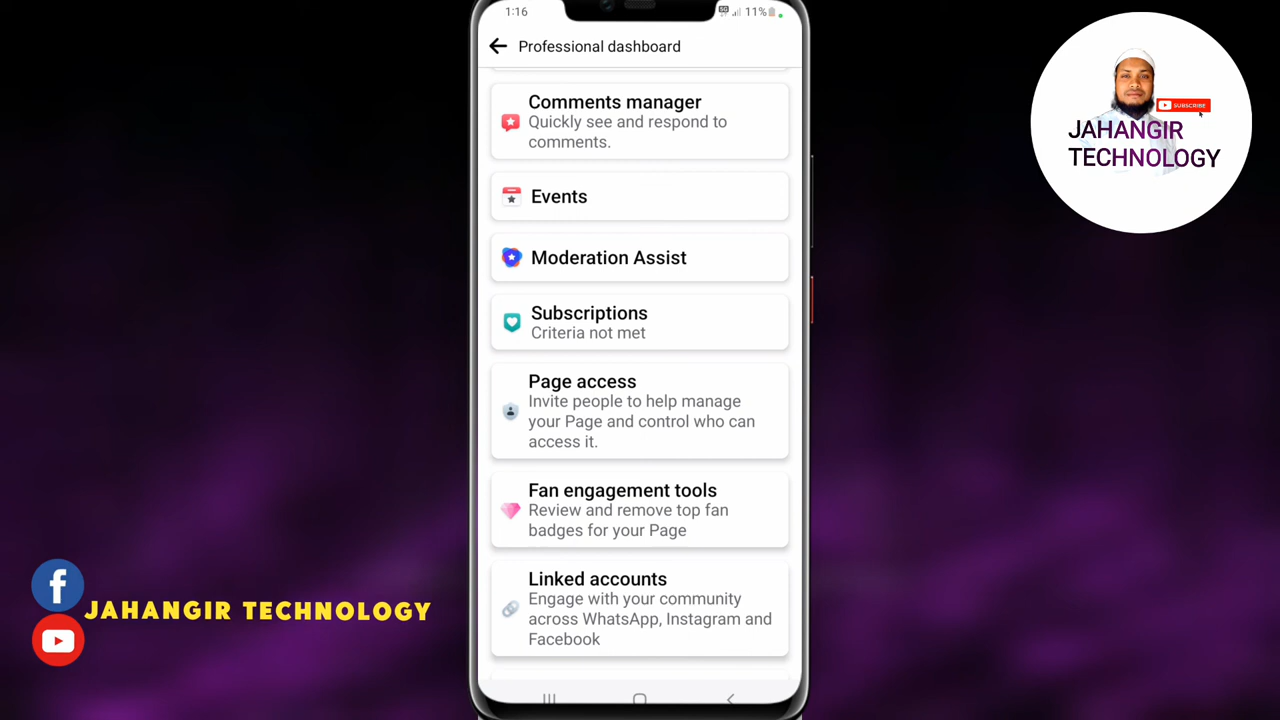 1:16
5G
11%
Professional dashboard
Comments manager
Quickly see and respond to
comments.
Events
Moderation Assist
Subscriptions
Criteria not met
Page access
Invite people to help manage
your Page and control who can
access it.
Fan engagement tools
Review and remove top fan
badges for your Page
Linked accounts
Engage with your community
across WhatsApp, Instagram and
Facebook
SUBSCRIBE
JAHANGIR
TECHNOLOGY
f
JAHANGIR TECHNOLOGY